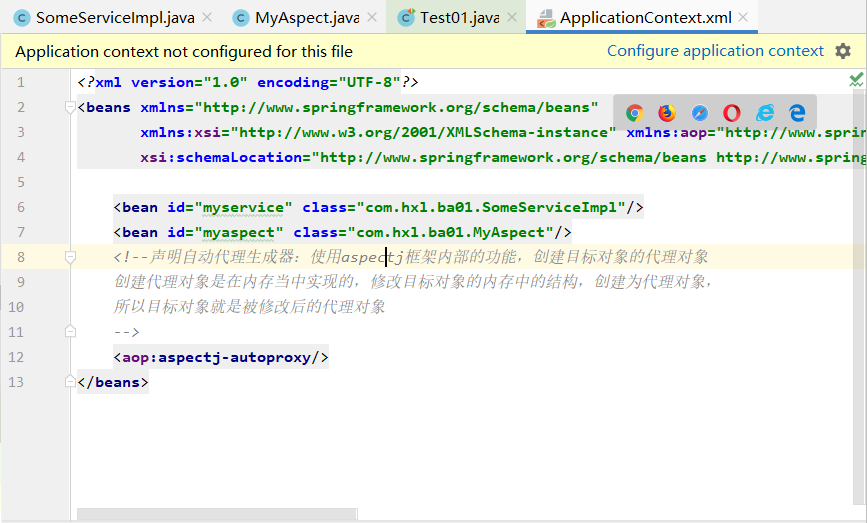 SomeServiceImpl.java MyAspect.java Test01.java ApplicationContext.xml
Application context not configured for this file Configure application context
1 <?xml version="1.0" encoding="UTF-8"?>
2 <beans xmlns="http://www.springframework.org/schema/beans"
3 xmlns:xsi="http://www.w3.org/2001/XMLSchema-instance" xmlns:aop="http://www.spring
4 xsi:schemaLocation="http://www.springframework.org/schema/beans http://www.spring
5
6 <bean id="myservice" class="com.hxl.ba01.SomeServiceImpl"/>
7 <bean id="myaspect" class="com.hxl.ba01.MyAspect"/>
8 <!--声明自动代理生成器：使用aspectj框架内部的功能，创建目标对象的代理对象
9 创建代理对象是在内存当中实现的，修改目标对象的内存中的结构，创建为代理对象，
10 所以目标对象就是被修改后的代理对象
11 -->
12 <aop:aspectj-autoproxy/>
13 </beans>